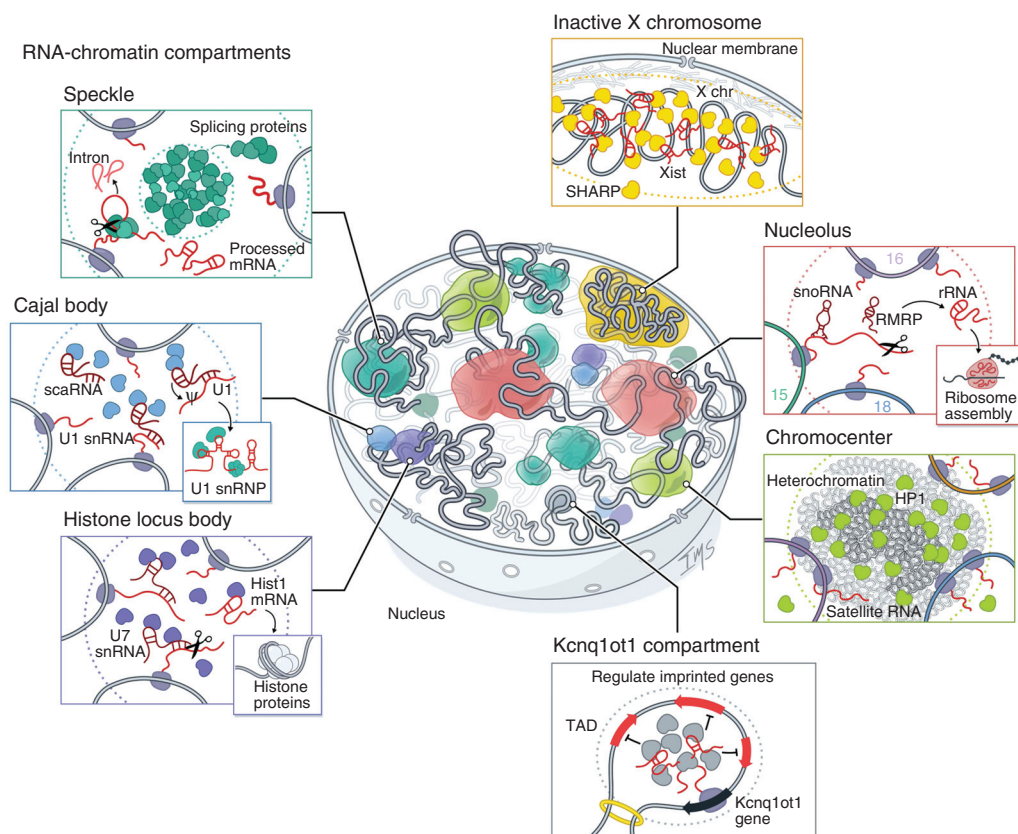 RNA-chromatin compartments
Speckle
Splicing proteins
Intron
Processed
mRNA
Cajal body
scaRNA
Ψ
U1
U1 snRNA
U1 snRNP
Histone locus body
Hist1
mRNA
U7
snRNA
Histone
proteins
Inactive X chromosome
Nuclear membrane
X chr
Xist
SHARP
Nucleolus
16
snoRNA
rRNA
RMRP
15
18
Ribosome
assembly
Chromocenter
Heterochromatin
HP1
Satellite RNA
IMS
Nucleus
Kcnq1ot1 compartment
Regulate imprinted genes
TAD
Kcnq1ot1
gene